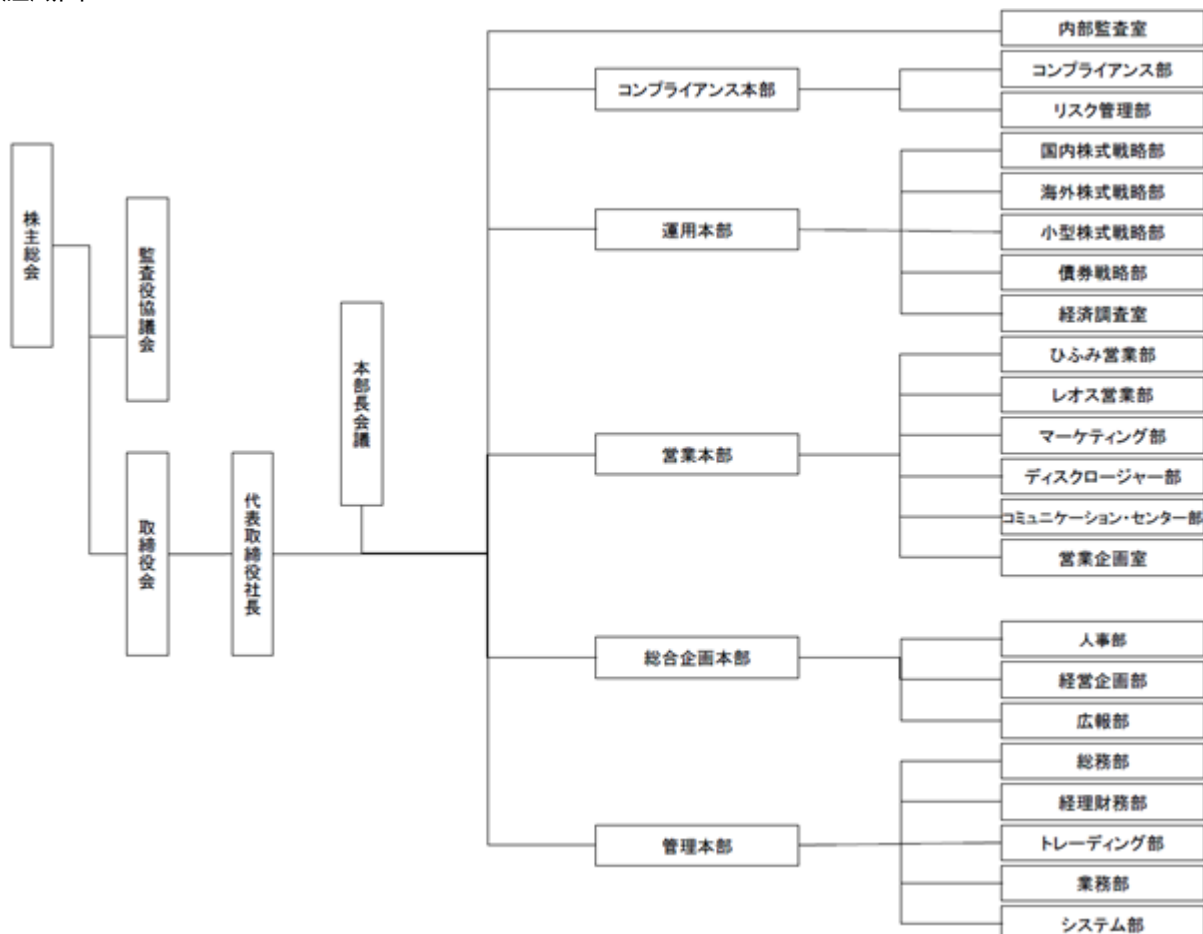 株主総会
監査役協議会
取締役会
代表取締役社長
本部長会議
内部監査室
コンプライアンス本部
コンプライアンス部
リスク管理部
運用本部
国内株式戦略部
海外株式戦略部
小型株式戦略部
債券戦略部
経済調査室
営業本部
ひふみ営業部
レオス営業部
マーケティング部
ディスクロージャー部
コミュニケーション・センター部
営業企画室
総合企画本部
人事部
経営企画部
広報部
管理本部
総務部
経理財務部
トレーディング部
業務部
システム部